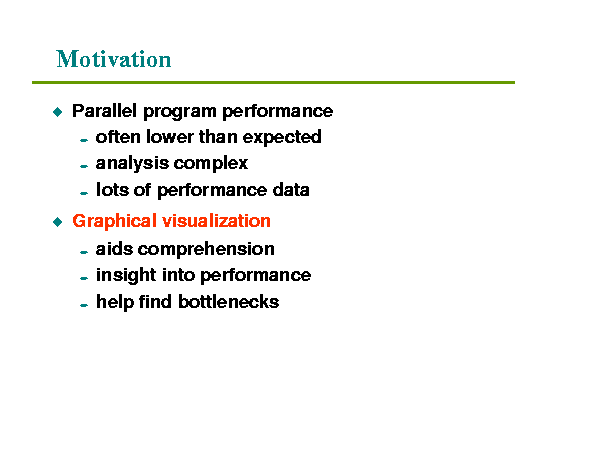 Motivation
Parallel program performance
often lower than expected
analysis complex
lots of performance data
Graphical visualization
aids comprehension
insight into performance
help find bottlenecks